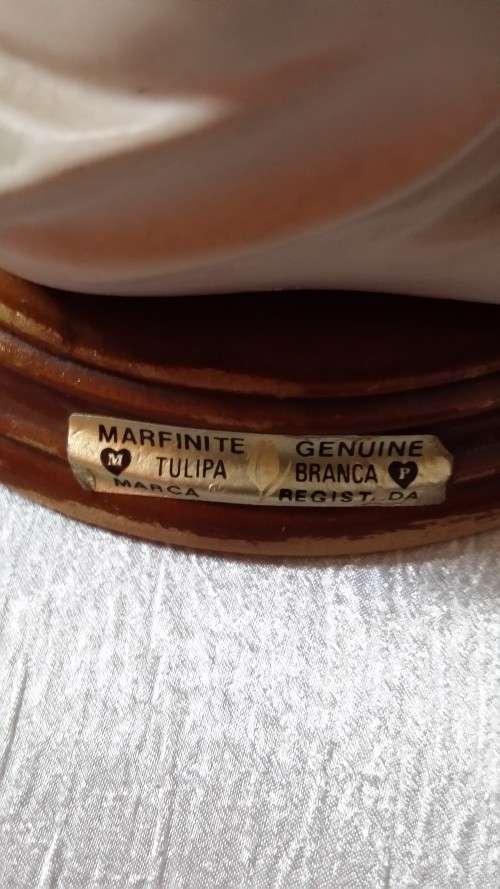 MARFINITE GENUINE
M TULIPA BRANCA P
MARCA REGIST. DA